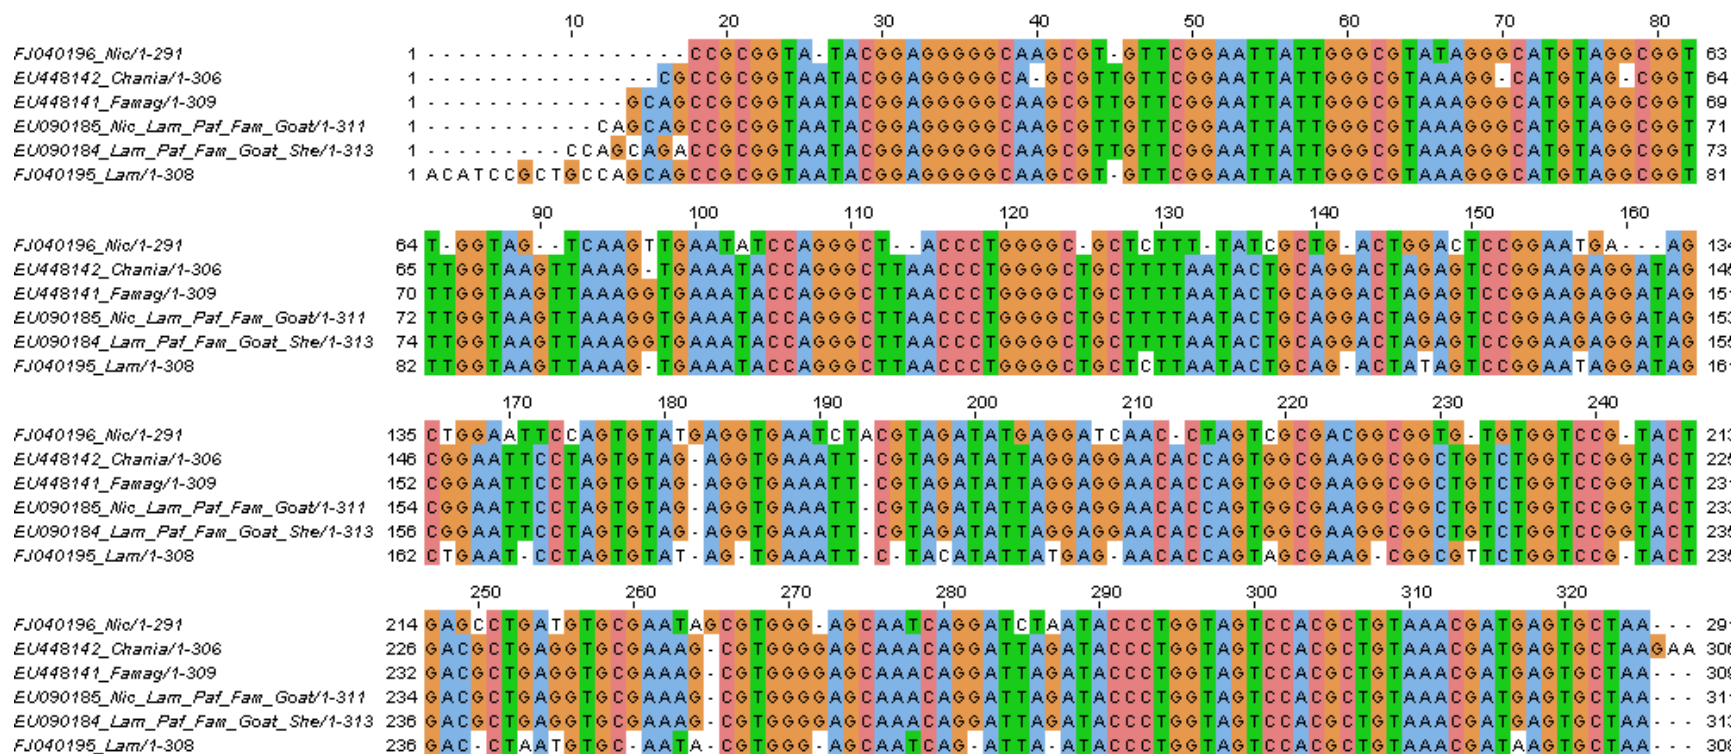 10 20 30 40 50 60 70 80
FJ040196_Nic/1-291 1 -----------------CCGCGGTA-TACGGAGGGGGCAAGCGT-GTTCGGAATTATTGGGCGTATAGGGCATGTAGGCGGT 63
EU448142_Chania/1-306 1 ---------------CGCCGCGGTAATACGGAGGGGGCA-GCGTTGTTCGGAATTATTGGGCGTAAAGG-CATGTAG-CGGT 64
EU448141_Famag/1-309 1 -------------GCAGCCGCGGTAATACGGAGGGGGCAAGCGTTGTTCGGAATTATTGGGCGTAAAGGGCATGTAGGCGGT 69
EU090185_Nic_Lam_Paf_Fam_Goat/1-311 1 -----------CAGCAGCCGCGGTAATACGGAGGGGGCAAGCGTTGTTCGGAATTATTGGGCGTAAAGGGCATGTAGGCGGT 71
EU090184_Lam_Paf_Fam_Goat_She/1-313 1 ---------CCAGCAGACCGCGGTAATACGGAGGGGGCAAGCGTTGTTCGGAATTATTGGGCGTAAAGGGCATGTAGGCGGT 73
FJ040195_Lam/1-308 1 ACATCCGCTGCCAGCAGCCGCGGTAATACGGAGGGGGCAAGCGT-GTTCGGAATTATTGGGCGTAAAGGGCATGTAGGCGGT 81
90 100 110 120 130 140 150 160
FJ040196_Nic/1-291 64 T-GGTAG--TCAAGTTGAATATCCAGGGCT--ACCCTGGGGC-GCTCTTT-TATCGCTG-ACTGGACTCCGGAATGA---AG 134
EU448142_Chania/1-306 65 TTGGTAAGTTAAAG-TGAAATACCAGGGCTTAACCCTGGGGCTGCTTTTAATACTGCAGGACTAGAGTCCGGAAGAGGATAG 145
EU448141_Famag/1-309 70 TTGGTAAGTTAAAGGTGAAATACCAGGGCTTAACCCTGGGGCTGCTTTTAATACTGCAGGACTAGAGTCCGGAAGAGGATAG 151
EU090185_Nic_Lam_Paf_Fam_Goat/1-311 72 TTGGTAAGTTAAAGGTGAAATACCAGGGCTTAACCCTGGGGCTGCTTTTAATACTGCAGGACTAGAGTCCGGAAGAGGATAG 153
EU090184_Lam_Paf_Fam_Goat_She/1-313 74 TTGGTAAGTTAAAGGTGAAATACCAGGGCTTAACCCTGGGGCTGCTTTTAATACTGCAGGACTAGAGTCCGGAAGAGGATAG 155
FJ040195_Lam/1-308 82 TTGGTAAGTTAAAG-TGAAATACCAGGGCTTAACCCTGGGGCTGCTCTTAATACTGCAG-ACTATAGTCCGGAATAGGATAG 161
170 180 190 200 210 220 230 240
FJ040196_Nic/1-291 135 CTGGAATTCCAGTGTATGAGGTGAATCTACGTAGATATGAGGATCAAC-CTAGTCGCGACGGCGGTG-TGTGGTCCG-TACT 213
EU448142_Chania/1-306 146 CGGAATTCCTAGTGTAG-AGGTGAAATT-CGTAGATATTAGGAGGAACACCAGTGGCGAAGGCGGCTGTCTGGTCCGGTACT 225
EU448141_Famag/1-309 152 CGGAATTCCTAGTGTAG-AGGTGAAATT-CGTAGATATTAGGAGGAACACCAGTGGCGAAGGCGGCTGTCTGGTCCGGTACT 231
EU090185_Nic_Lam_Paf_Fam_Goat/1-311 154 CGGAATTCCTAGTGTAG-AGGTGAAATT-CGTAGATATTAGGAGGAACACCAGTGGCGAAGGCGGCTGTCTGGTCCGGTACT 233
EU090184_Lam_Paf_Fam_Goat_She/1-313 156 CGGAATTCCTAGTGTAG-AGGTGAAATT-CGTAGATATTAGGAGGAACACCAGTGGCGAAGGCGGCTGTCTGGTCCGGTACT 235
FJ040195_Lam/1-308 162 CTGAAT-CCTAGTGTAT-AG-TGAAATT-C-TACATATTATGAG-AACACCAGTAGCGAAG-CGGCGTTCTGGTCCG-TACT 235
250 260 270 280 290 300 310 320
FJ040196_Nic/1-291 214 GAGCCTGATGTGCGAATAGCGTGGG-AGCAATCAGGATCTAATACCCTGGTAGTCCACGCTGTAAACGATGAGTGCTAA--- 291
EU448142_Chania/1-306 226 GACGCTGAGGTGCGAAAG-CGTGGGGAGCAAACAGGATTAGATACCCTGGTAGTCCACGCTGTAAACGATGAGTGCTAAGAA 306
EU448141_Famag/1-309 232 GACGCTGAGGTGCGAAAG-CGTGGGGAGCAAACAGGATTAGATACCCTGGTAGTCCACGCTGTAAACGATGAGTGCTAA--- 309
EU090185_Nic_Lam_Paf_Fam_Goat/1-311 234 GACGCTGAGGTGCGAAAG-CGTGGGGAGCAAACAGGATTAGATACCCTGGTAGTCCACGCTGTAAACGATGAGTGCTAA--- 311
EU090184_Lam_Paf_Fam_Goat_She/1-313 236 GACGCTGAGGTGCGAAAG-CGTGGGGAGCAAACAGGATTAGATACCCTGGTAGTCCACGCTGTAAACGATGAGTGCTAA--- 313
FJ040195_Lam/1-308 236 GAC-CTAATGTGC-AATA-CGTGGG-AGCAATCAG-ATTA-ATACCCTGGTAGTCCACGCTGTAAACGATAAGTGCTAA--- 308